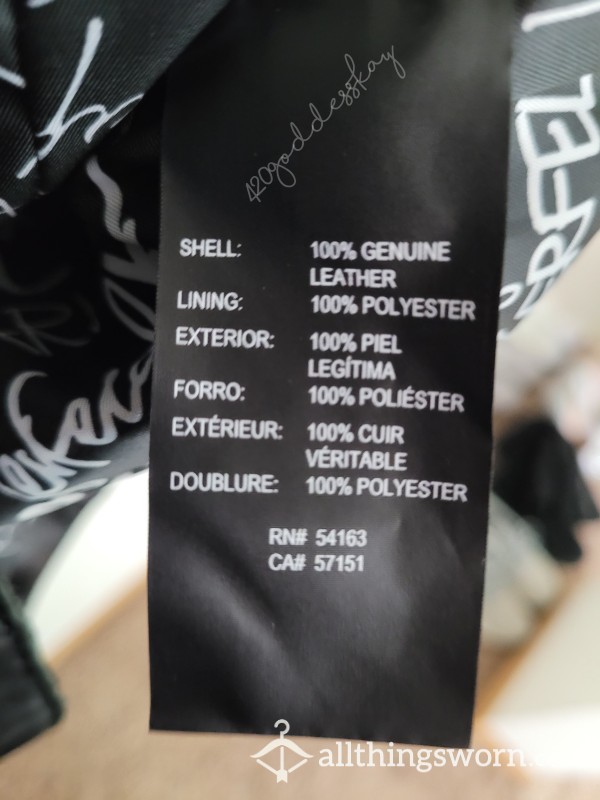 420goddesskay
SHELL: 100% GENUINE
LEATHER
LINING: 100% POLYESTER
EXTERIOR: 100% PIEL
LEGÍTIMA
FORRO: 100% POLIÉSTER
EXTÉRIEUR: 100% CUIR
VÉRITABLE
DOUBLURE: 100% POLYESTER
RN# 54163
CA# 57151
allthingsworn